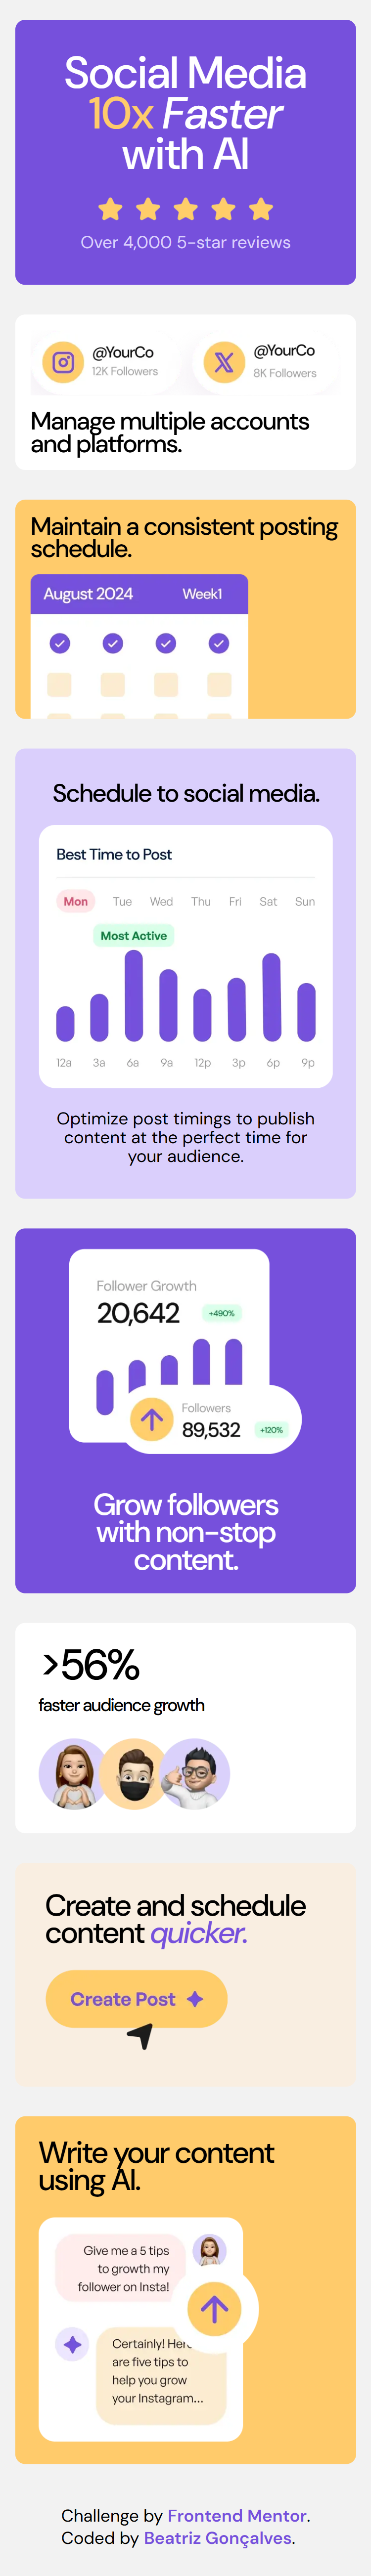 Social Media
10x Faster
with AI
Over 4,000 5-star reviews
@YourCo
12K Followers
@YourCo
8K Followers
Manage multiple accounts
and platforms.
Maintain a consistent posting
schedule.
August 2024 Week1
Schedule to social media.
Best Time to Post
Mon Tue Wed Thu Fri Sat Sun
Most Active
12a 3a 6a 9a 12p 3p 6p 9p
Optimize post timings to publish
content at the perfect time for
your audience.
Follower Growth
20,642 +490%
Followers
89,532 +120%
Grow followers
with non-stop
content.
>56%
faster audience growth
Create and schedule
content quicker.
Create Post
Write your content
using AI.
Give me a 5 tips
to growth my
follower on Insta!
Certainly! Here
are five tips to
help you grow
your Instagram...
Challenge by Frontend Mentor.
Coded by Beatriz Gonçalves.